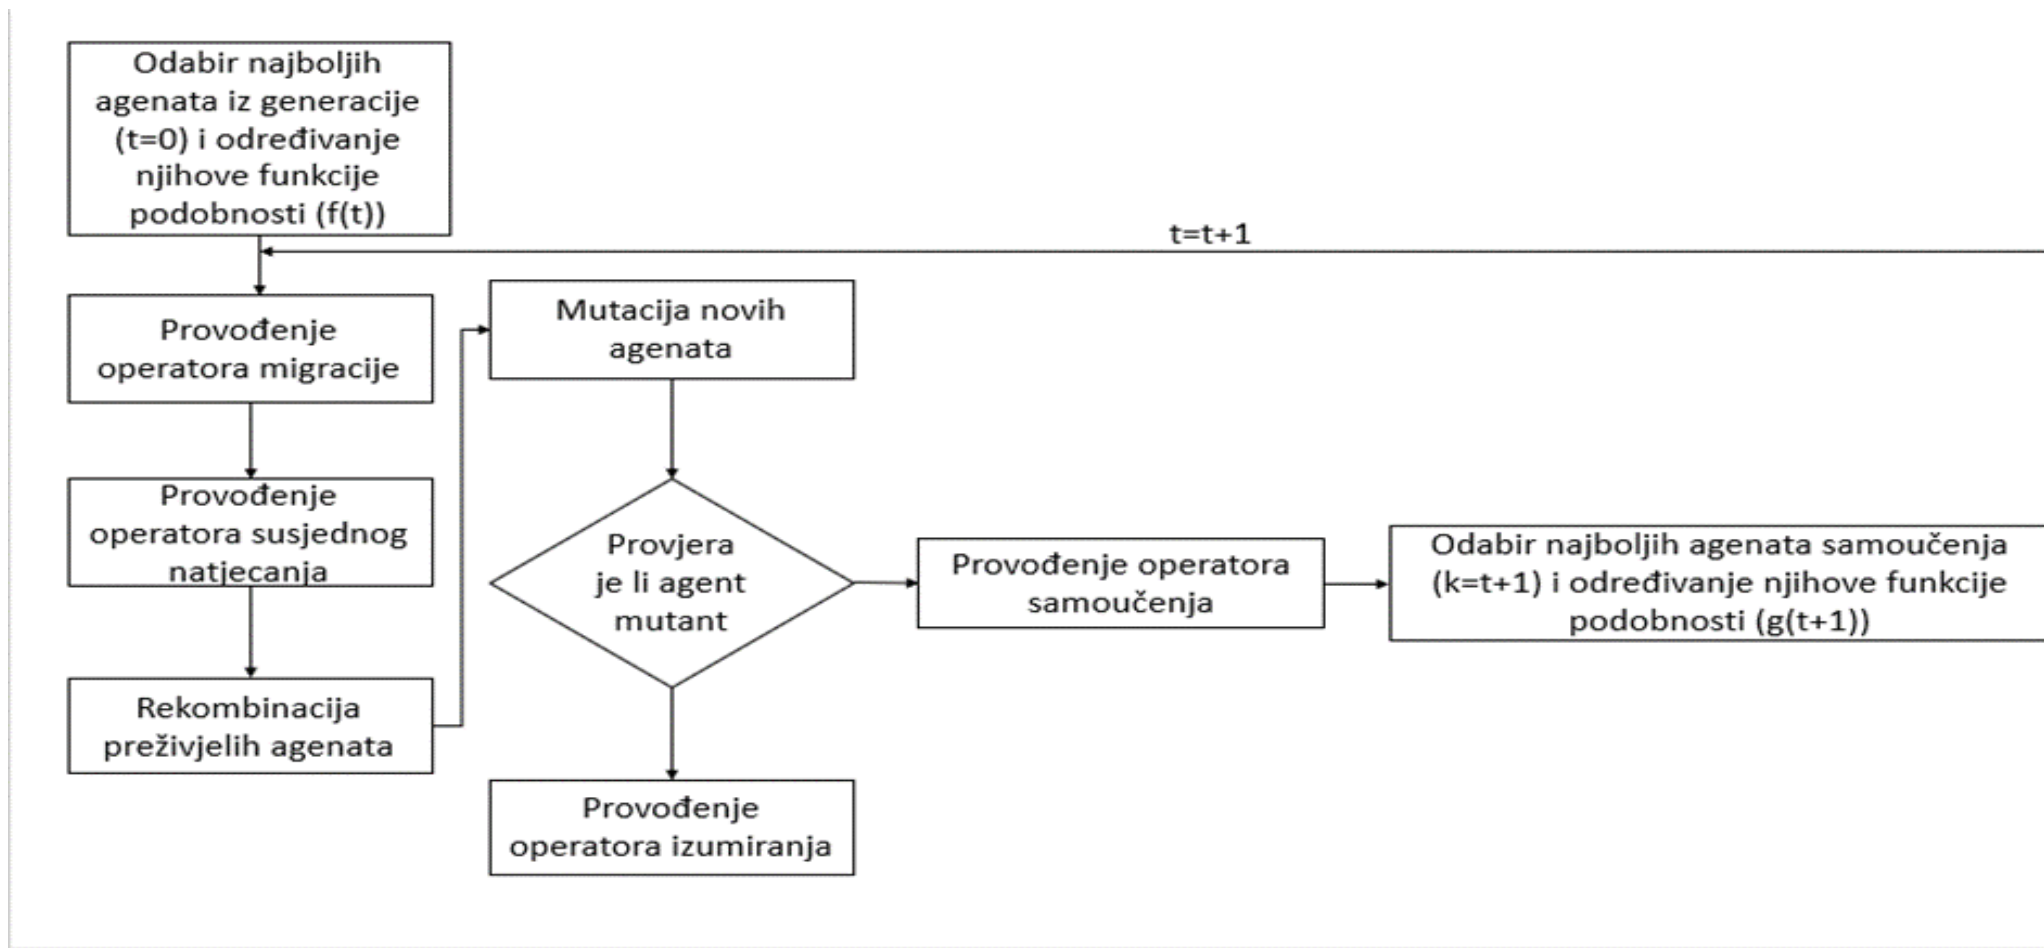 Odabir najboljih
agenata iz generacije
(t=0) i određivanje
njihove funkcije
podobnosti (f(t))
t=t+1
Provođenje
operatora migracije
Provođenje
operatora susjednog
natjecanja
Rekombinacija
preživjelih agenata
Mutacija novih
agenata
Provjera
je li agent
mutant
Provođenje
operatora izumiranja
Provođenje operatora
samoučenja
Odabir najboljih agenata samoučenja
(k=t+1) i određivanje njihove funkcije
podobnosti (g(t+1))